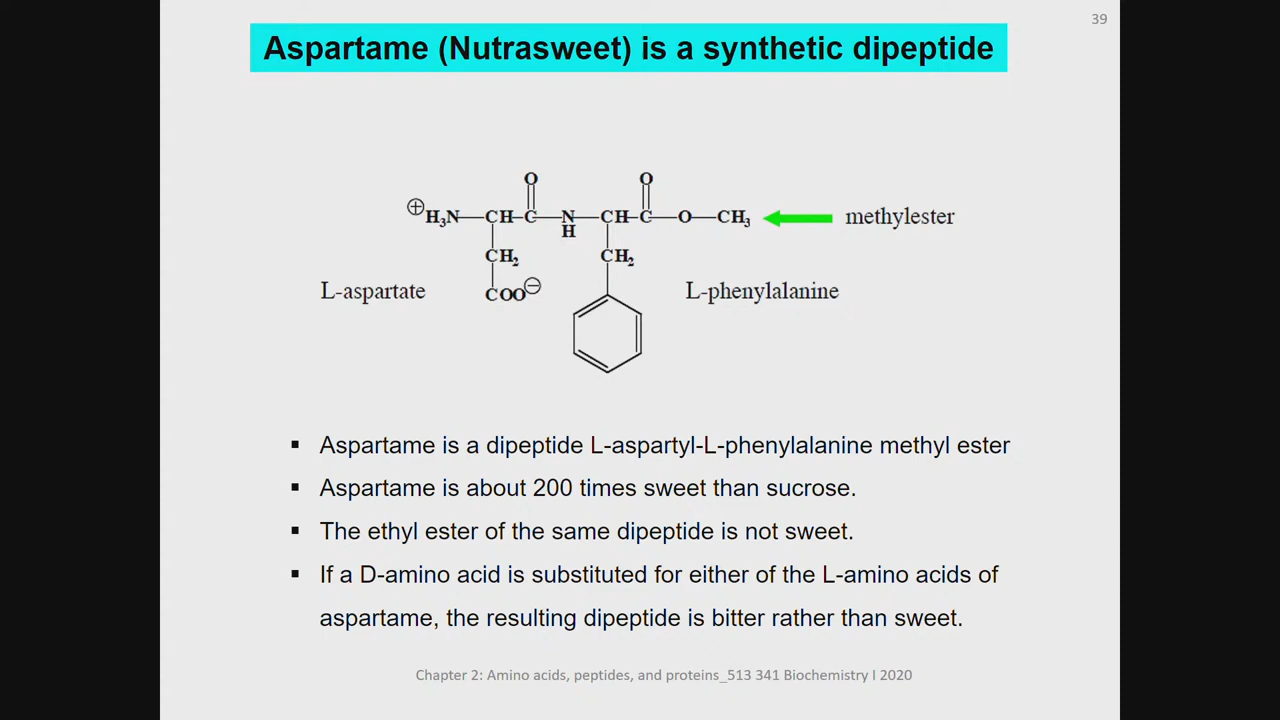 39
Aspartame (Nutrasweet) is a synthetic dipeptide
O O
⊕H₃N—CH—C—N—CH—C—O—CH₃ methylester
H
CH₂ CH₂
L-aspartate COO⊖ L-phenylalanine
▪ Aspartame is a dipeptide L-aspartyl-L-phenylalanine methyl ester
▪ Aspartame is about 200 times sweet than sucrose.
▪ The ethyl ester of the same dipeptide is not sweet.
▪ If a D-amino acid is substituted for either of the L-amino acids of
aspartame, the resulting dipeptide is bitter rather than sweet.
Chapter 2: Amino acids, peptides, and proteins_513 341 Biochemistry I 2020